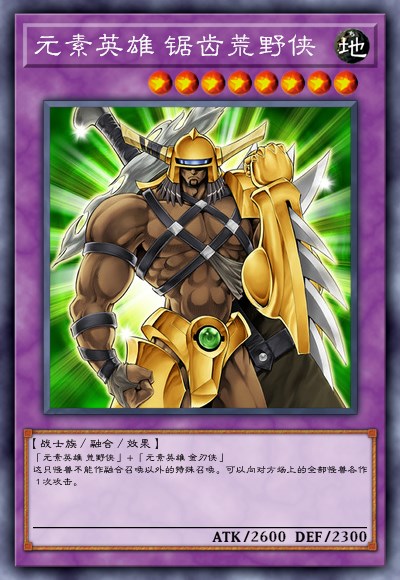 元素英雄 锯齿荒野侠 地
【战士族／融合／效果】
「元素英雄 荒野侠」+「元素英雄 金刃侠」
这只怪兽不能作融合召唤以外的特殊召唤。可以向对方场上的全部怪兽各作
1次攻击。
ATK/2600 DEF/2300